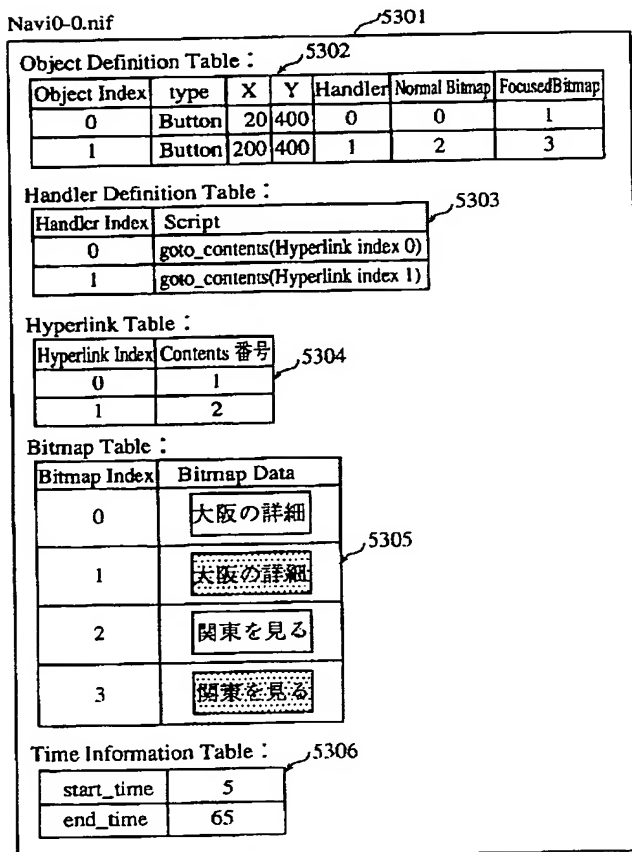 Navi0-0.nif
5301
Object Definition Table：
5302
Object Index type X Y Handler Normal Bitmap FocusedBitmap
0 Button 20 400 0 0 1
1 Button 200 400 1 2 3
Handler Definition Table：
5303
Handler Index Script
0 goto_contents(Hyperlink index 0)
1 goto_contents(Hyperlink index 1)
Hyperlink Table：
5304
Hyperlink Index Contents 番号
0 1
1 2
Bitmap Table：
Bitmap Index Bitmap Data
0 大阪の詳細
5305
1 大阪の詳細
2 関東を見る
3 関東を見る
Time Information Table：
5306
start_time 5
end_time 65